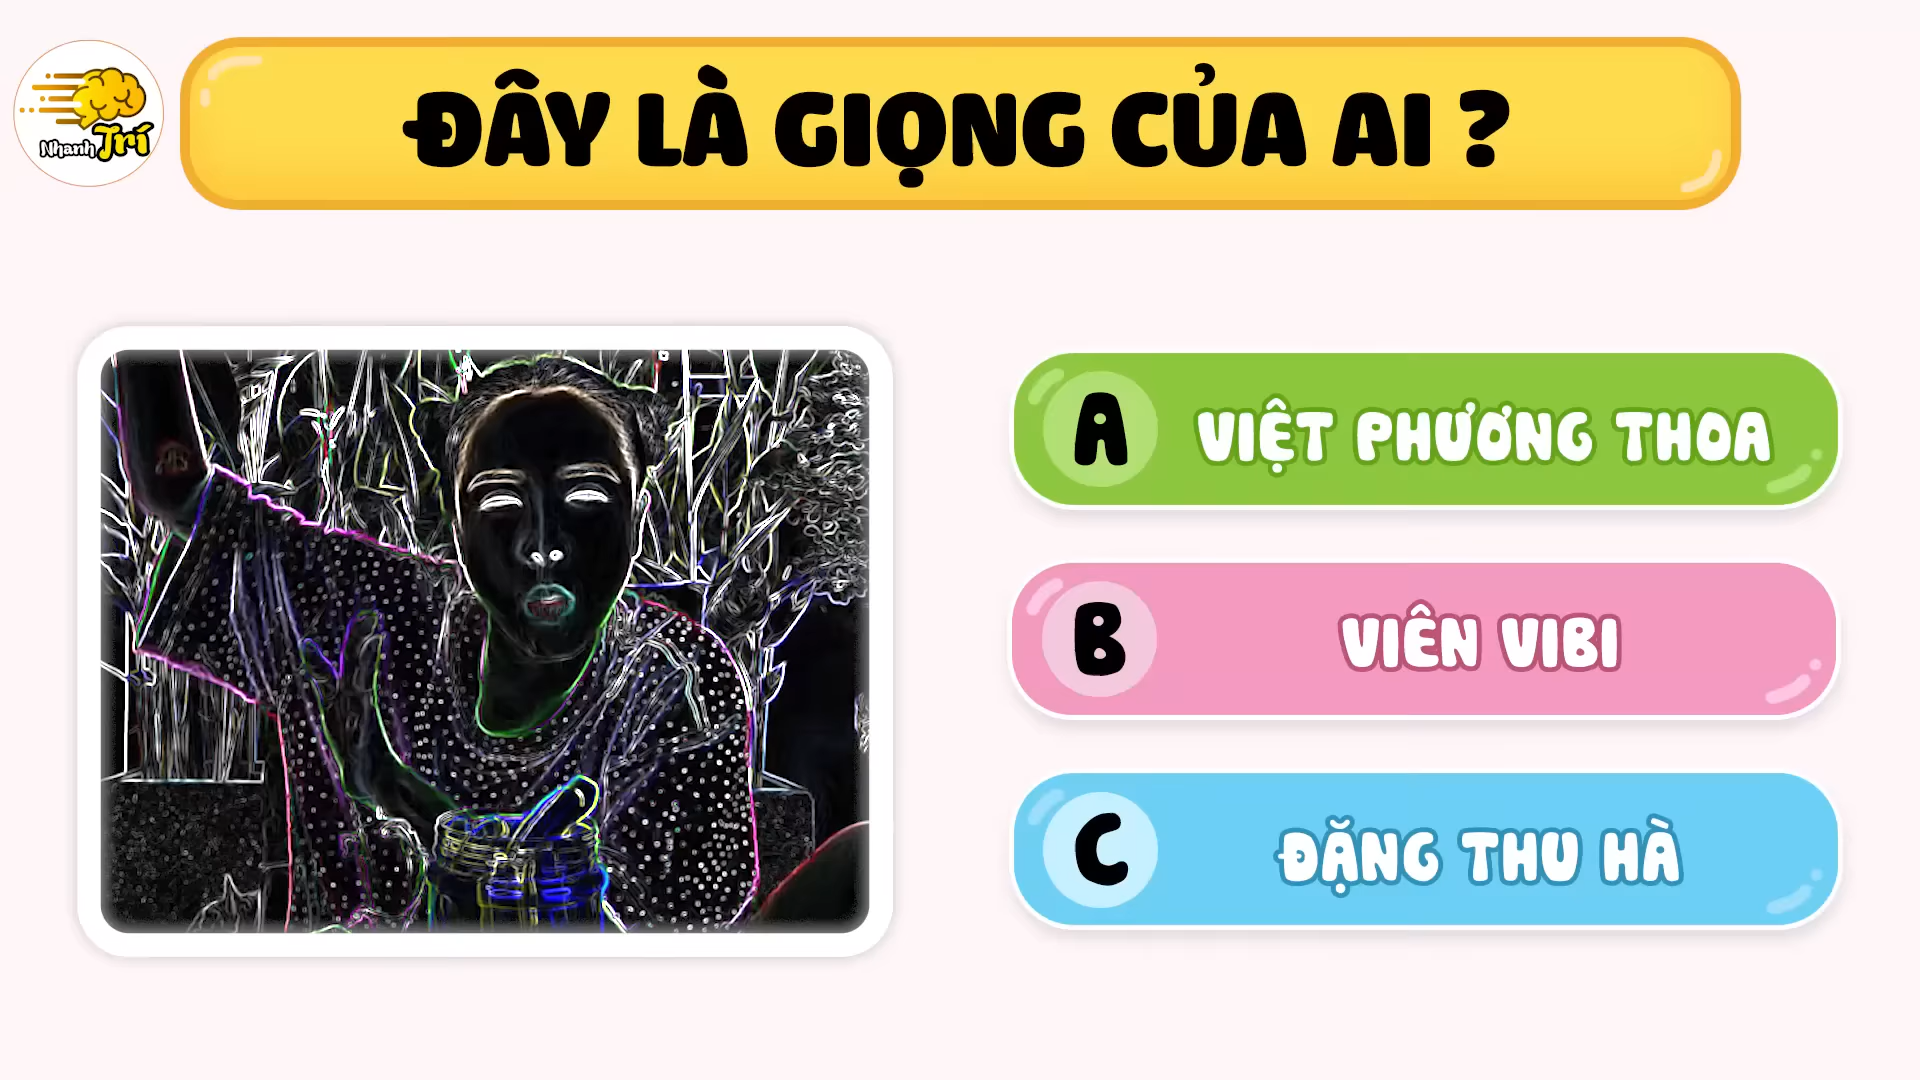 Nhanh Trí
ĐÂY LÀ GIỌNG CỦA AI ?
A VIỆT PHƯƠNG THOA
B VIÊN VIBI
C ĐẶNG THU HÀ